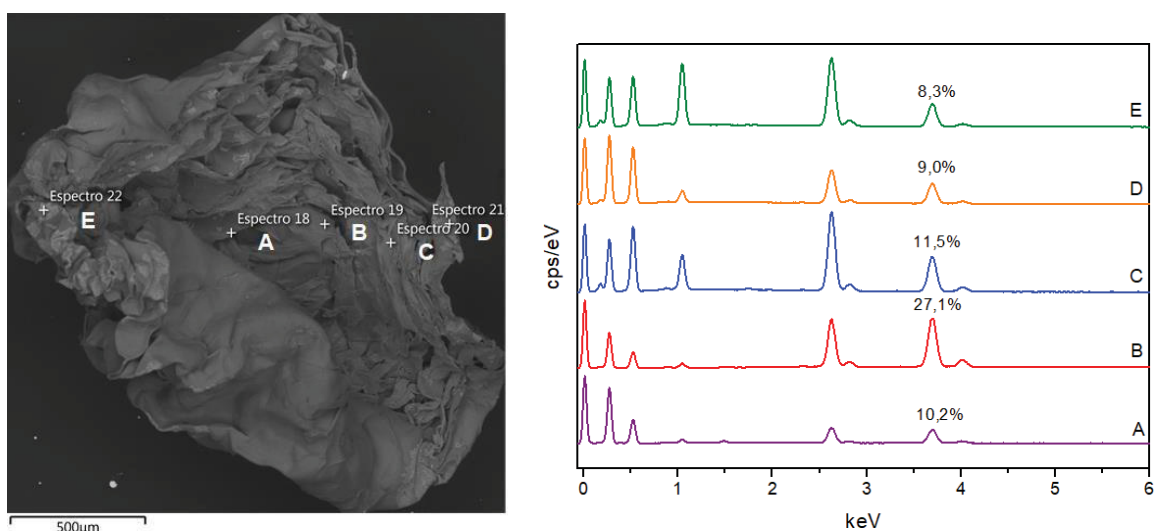 Espectro 22
E
Espectro 18
A
Espectro 19
B
Espectro 20
C
Espectro 21
D
500µm
cps/eV
8,3%
E
9,0%
D
11,5%
C
27,1%
B
10,2%
A
0 1 2 3 4 5 6
keV